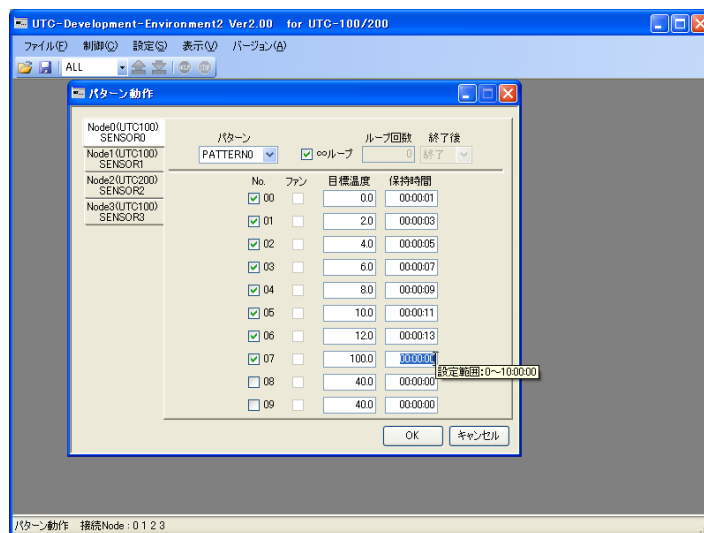 UTC-Development-Environment2 Ver2.00 for UTC-100/200
ファイル(F) 制御(C) 設定(S) 表示(V) バージョン(A)
ALL
パターン動作
Node0(UTC100)
SENSOR0
Node1(UTC100)
SENSOR1
Node2(UTC200)
SENSOR2
Node3(UTC100)
SENSOR3
パターン ループ回数 終了後
PATTERN0 ∞ループ 0 終了
No. ファン 目標温度 保持時間
00 0.0 00:00:01
01 2.0 00:00:03
02 4.0 00:00:05
03 6.0 00:00:07
04 8.0 00:00:09
05 10.0 00:00:11
06 12.0 00:00:13
07 100.0 00:00:00
設定範囲:0～10:00:00
08 40.0 00:00:00
09 40.0 00:00:00
OK キャンセル
パターン動作 接続Node : 0 1 2 3